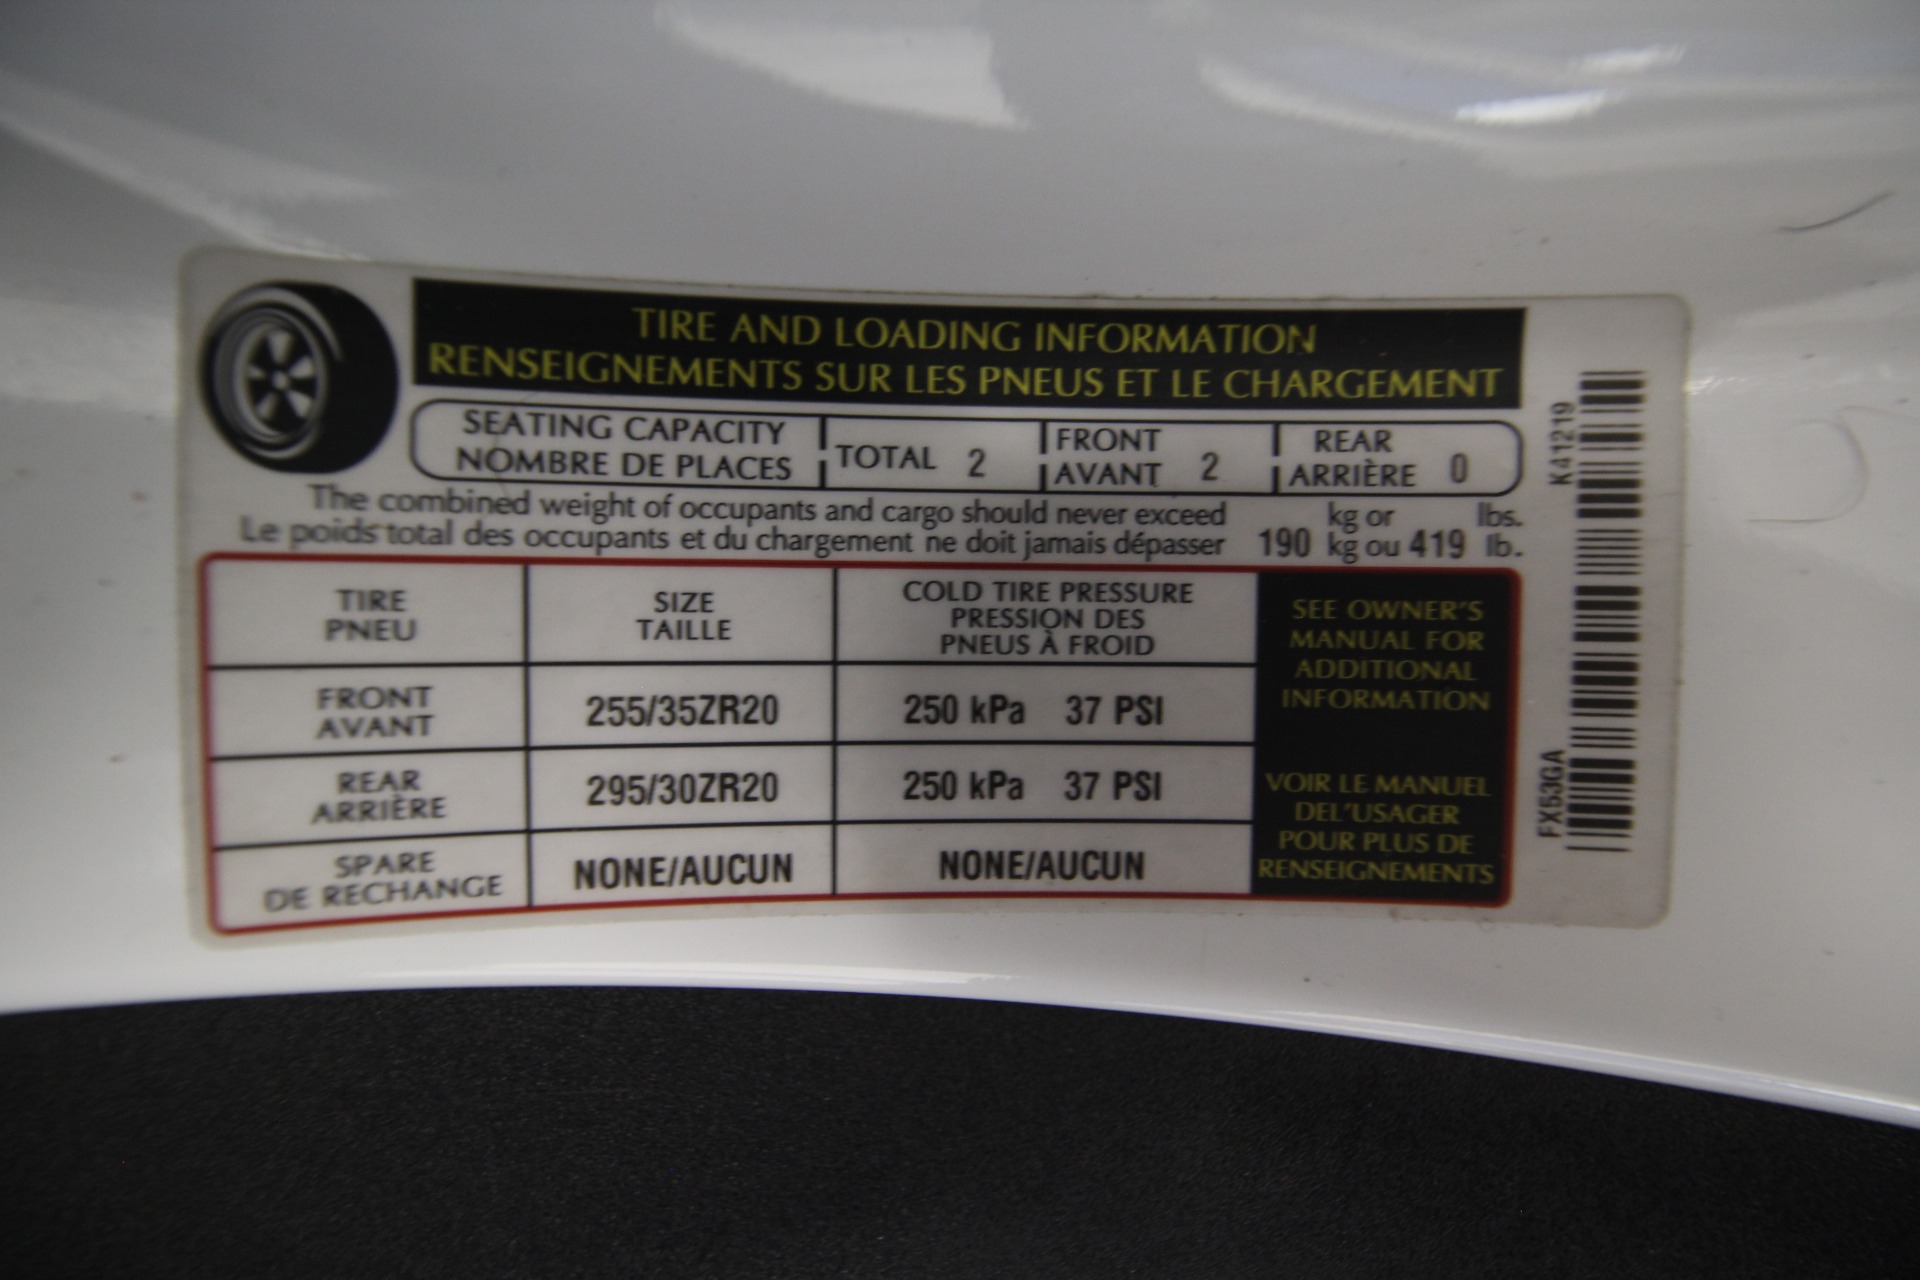 TIRE AND LOADING INFORMATION
RENSEIGNEMENTS SUR LES PNEUS ET LE CHARGEMENT
SEATING CAPACITY
NOMBRE DE PLACES
TOTAL 2
FRONT
AVANT 2
REAR
ARRIÈRE 0
The combined weight of occupants and cargo should never exceed kg or lbs.
Le poids total des occupants et du chargement ne doit jamais dépasser 190 kg ou 419 lb.
TIRE
PNEU
SIZE
TAILLE
COLD TIRE PRESSURE
PRESSION DES
PNEUS À FROID
FRONT
AVANT
255/35ZR20
250 kPa 37 PSI
REAR
ARRIÈRE
295/30ZR20
250 kPa 37 PSI
SPARE
DE RECHANGE
NONE/AUCUN
NONE/AUCUN
SEE OWNER'S
MANUAL FOR
ADDITIONAL
INFORMATION
VOIR LE MANUEL
DEL'USAGER
POUR PLUS DE
RENSEIGNEMENTS
K41219
FX53GA